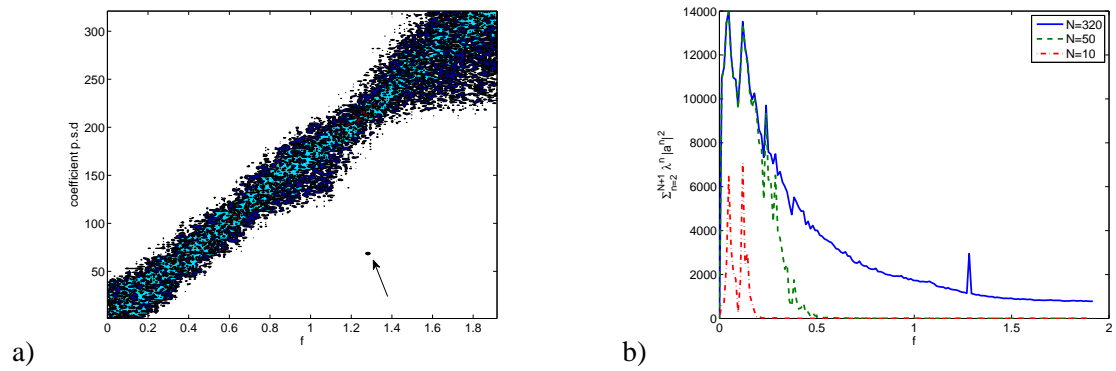 300
250
200
150
100
50
coefficient p.s.d
0 0.2 0.4 0.6 0.8 1 1.2 1.4 1.6 1.8
f
a)
14000
12000
10000
8000
6000
4000
2000
0
Σ_{n=2}^{N+1} λ^n |a^n|^2
N=320
N=50
N=10
0 0.5 1 1.5 2
f
b)